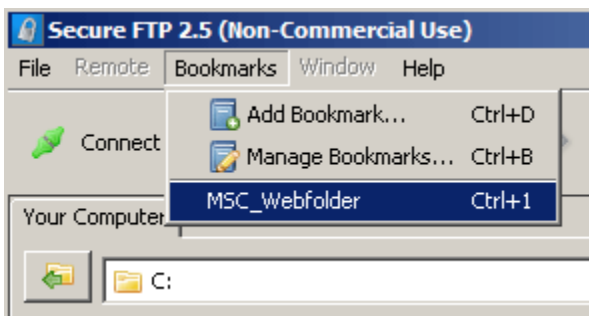 Secure FTP 2.5 (Non-Commercial Use)
File Remote Bookmarks Window Help
Add Bookmark... Ctrl+D
Connect
Manage Bookmarks... Ctrl+B
MSC_Webfolder Ctrl+1
Your Computer
C: